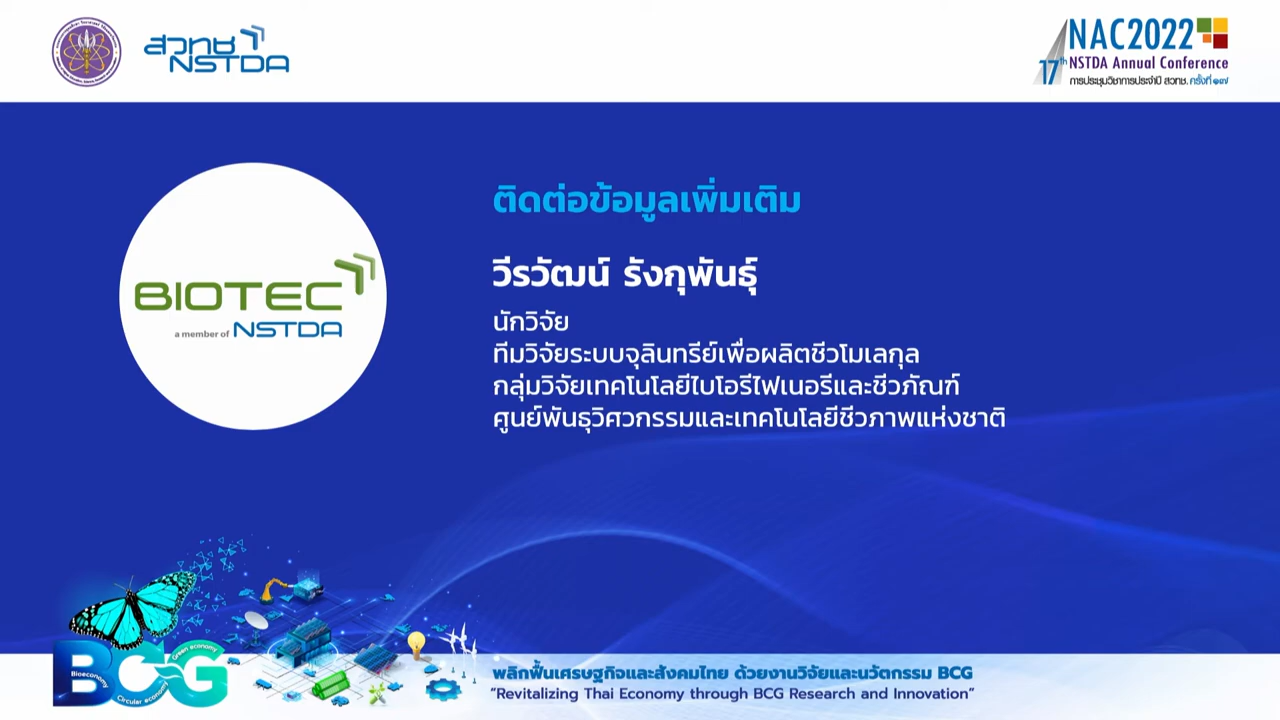 สวทช
NSTDA
NAC2022
17th NSTDA Annual Conference
การประชุมวิชาการประจำปี สวทช. ครั้งที่ ๑๗
ติดต่อข้อมูลเพิ่มเติม
BIOTEC
a member of NSTDA
วีรวัฒน์ รังกุพันธุ์
นักวิจัย
ทีมวิจัยระบบจุลินทรีย์เพื่อผลิตชีวโมเลกุล
กลุ่มวิจัยเทคโนโลยีไบโอรีไฟเนอรีและชีวภัณฑ์
ศูนย์พันธุวิศวกรรมและเทคโนโลยีชีวภาพแห่งชาติ
BCG
Bioeconomy
Circular economy
Green economy
พลิกฟื้นเศรษฐกิจและสังคมไทย ด้วยงานวิจัยและนวัตกรรม BCG
"Revitalizing Thai Economy through BCG Research and Innovation"